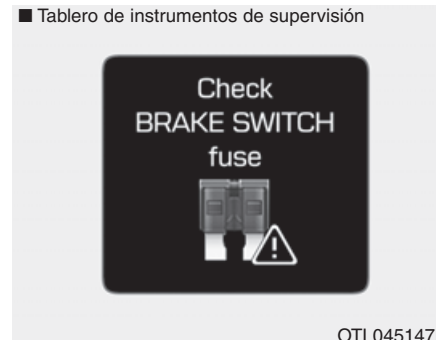 ■ Tablero de instrumentos de supervisión
Check
BRAKE SWITCH
fuse
OTL045147